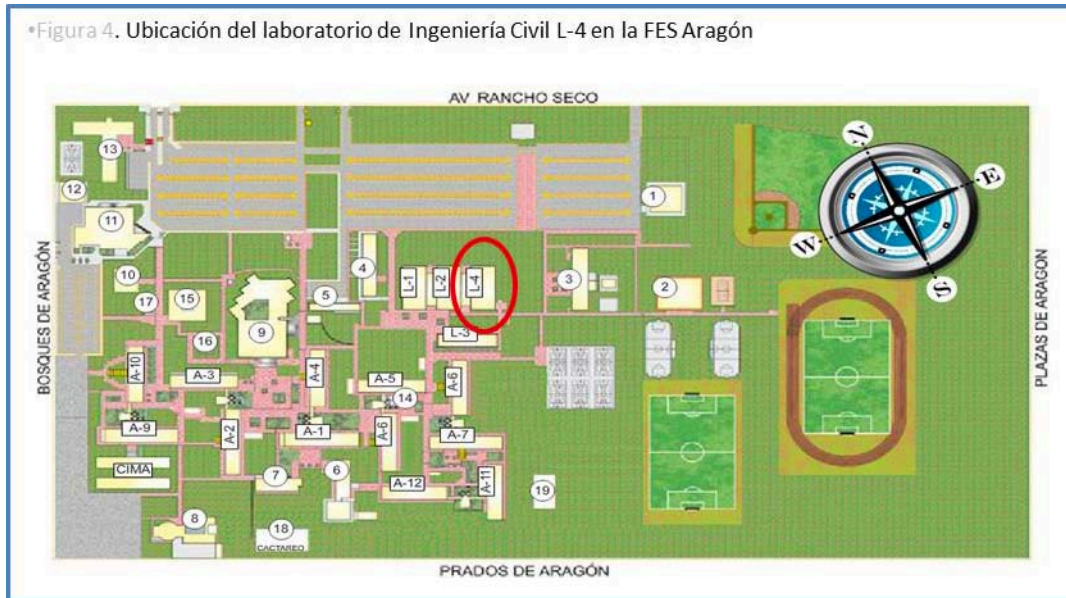 •Figura 4. Ubicación del laboratorio de Ingeniería Civil L-4 en la FES Aragón
AV RANCHO SECO
N
E
W
S
13
12
11
1
10
17
15
16
9
5
4
L-1
L-2
L-4
3
2
L-3
A-10
A-3
A-4
A-5
14
A-6
A-9
A-2
A-1
A-6
A-7
CIMA
7
6
A-12
A-11
19
8
18
CACTAREO
BOSQUES DE ARAGÓN
PLAZAS DE ARAGON
PRADOS DE ARAGÓN